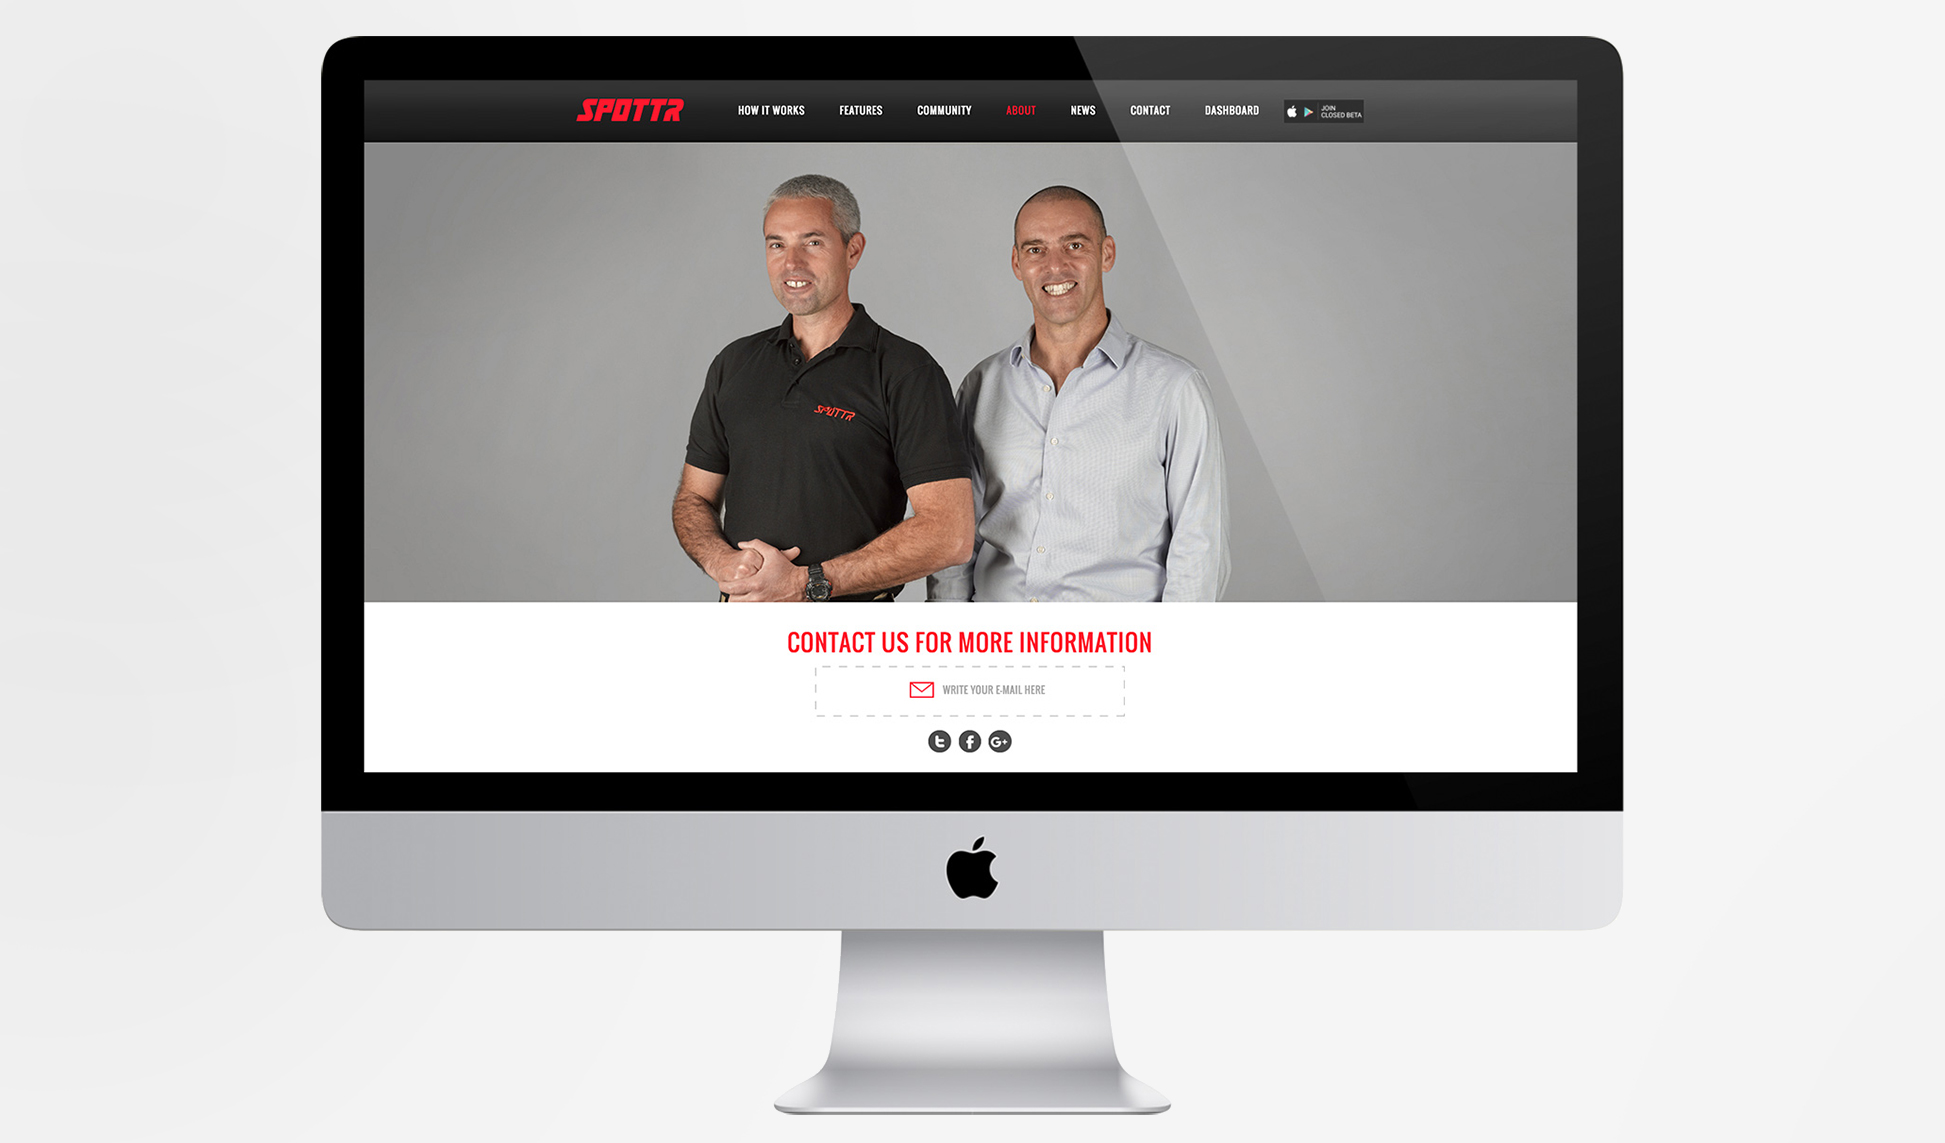 SPOTTR
HOW IT WORKS FEATURES COMMUNITY ABOUT NEWS CONTACT DASHBOARD
JOIN
CLOSED BETA
SPOTTR
CONTACT US FOR MORE INFORMATION
WRITE YOUR E-MAIL HERE
t f G+